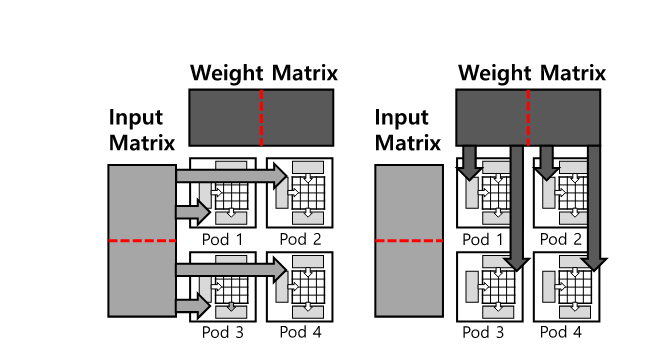 Weight Matrix
Input
Matrix
Pod 1
Pod 2
Pod 3
Pod 4
Weight Matrix
Input
Matrix
Pod 1
Pod 2
Pod 3
Pod 4